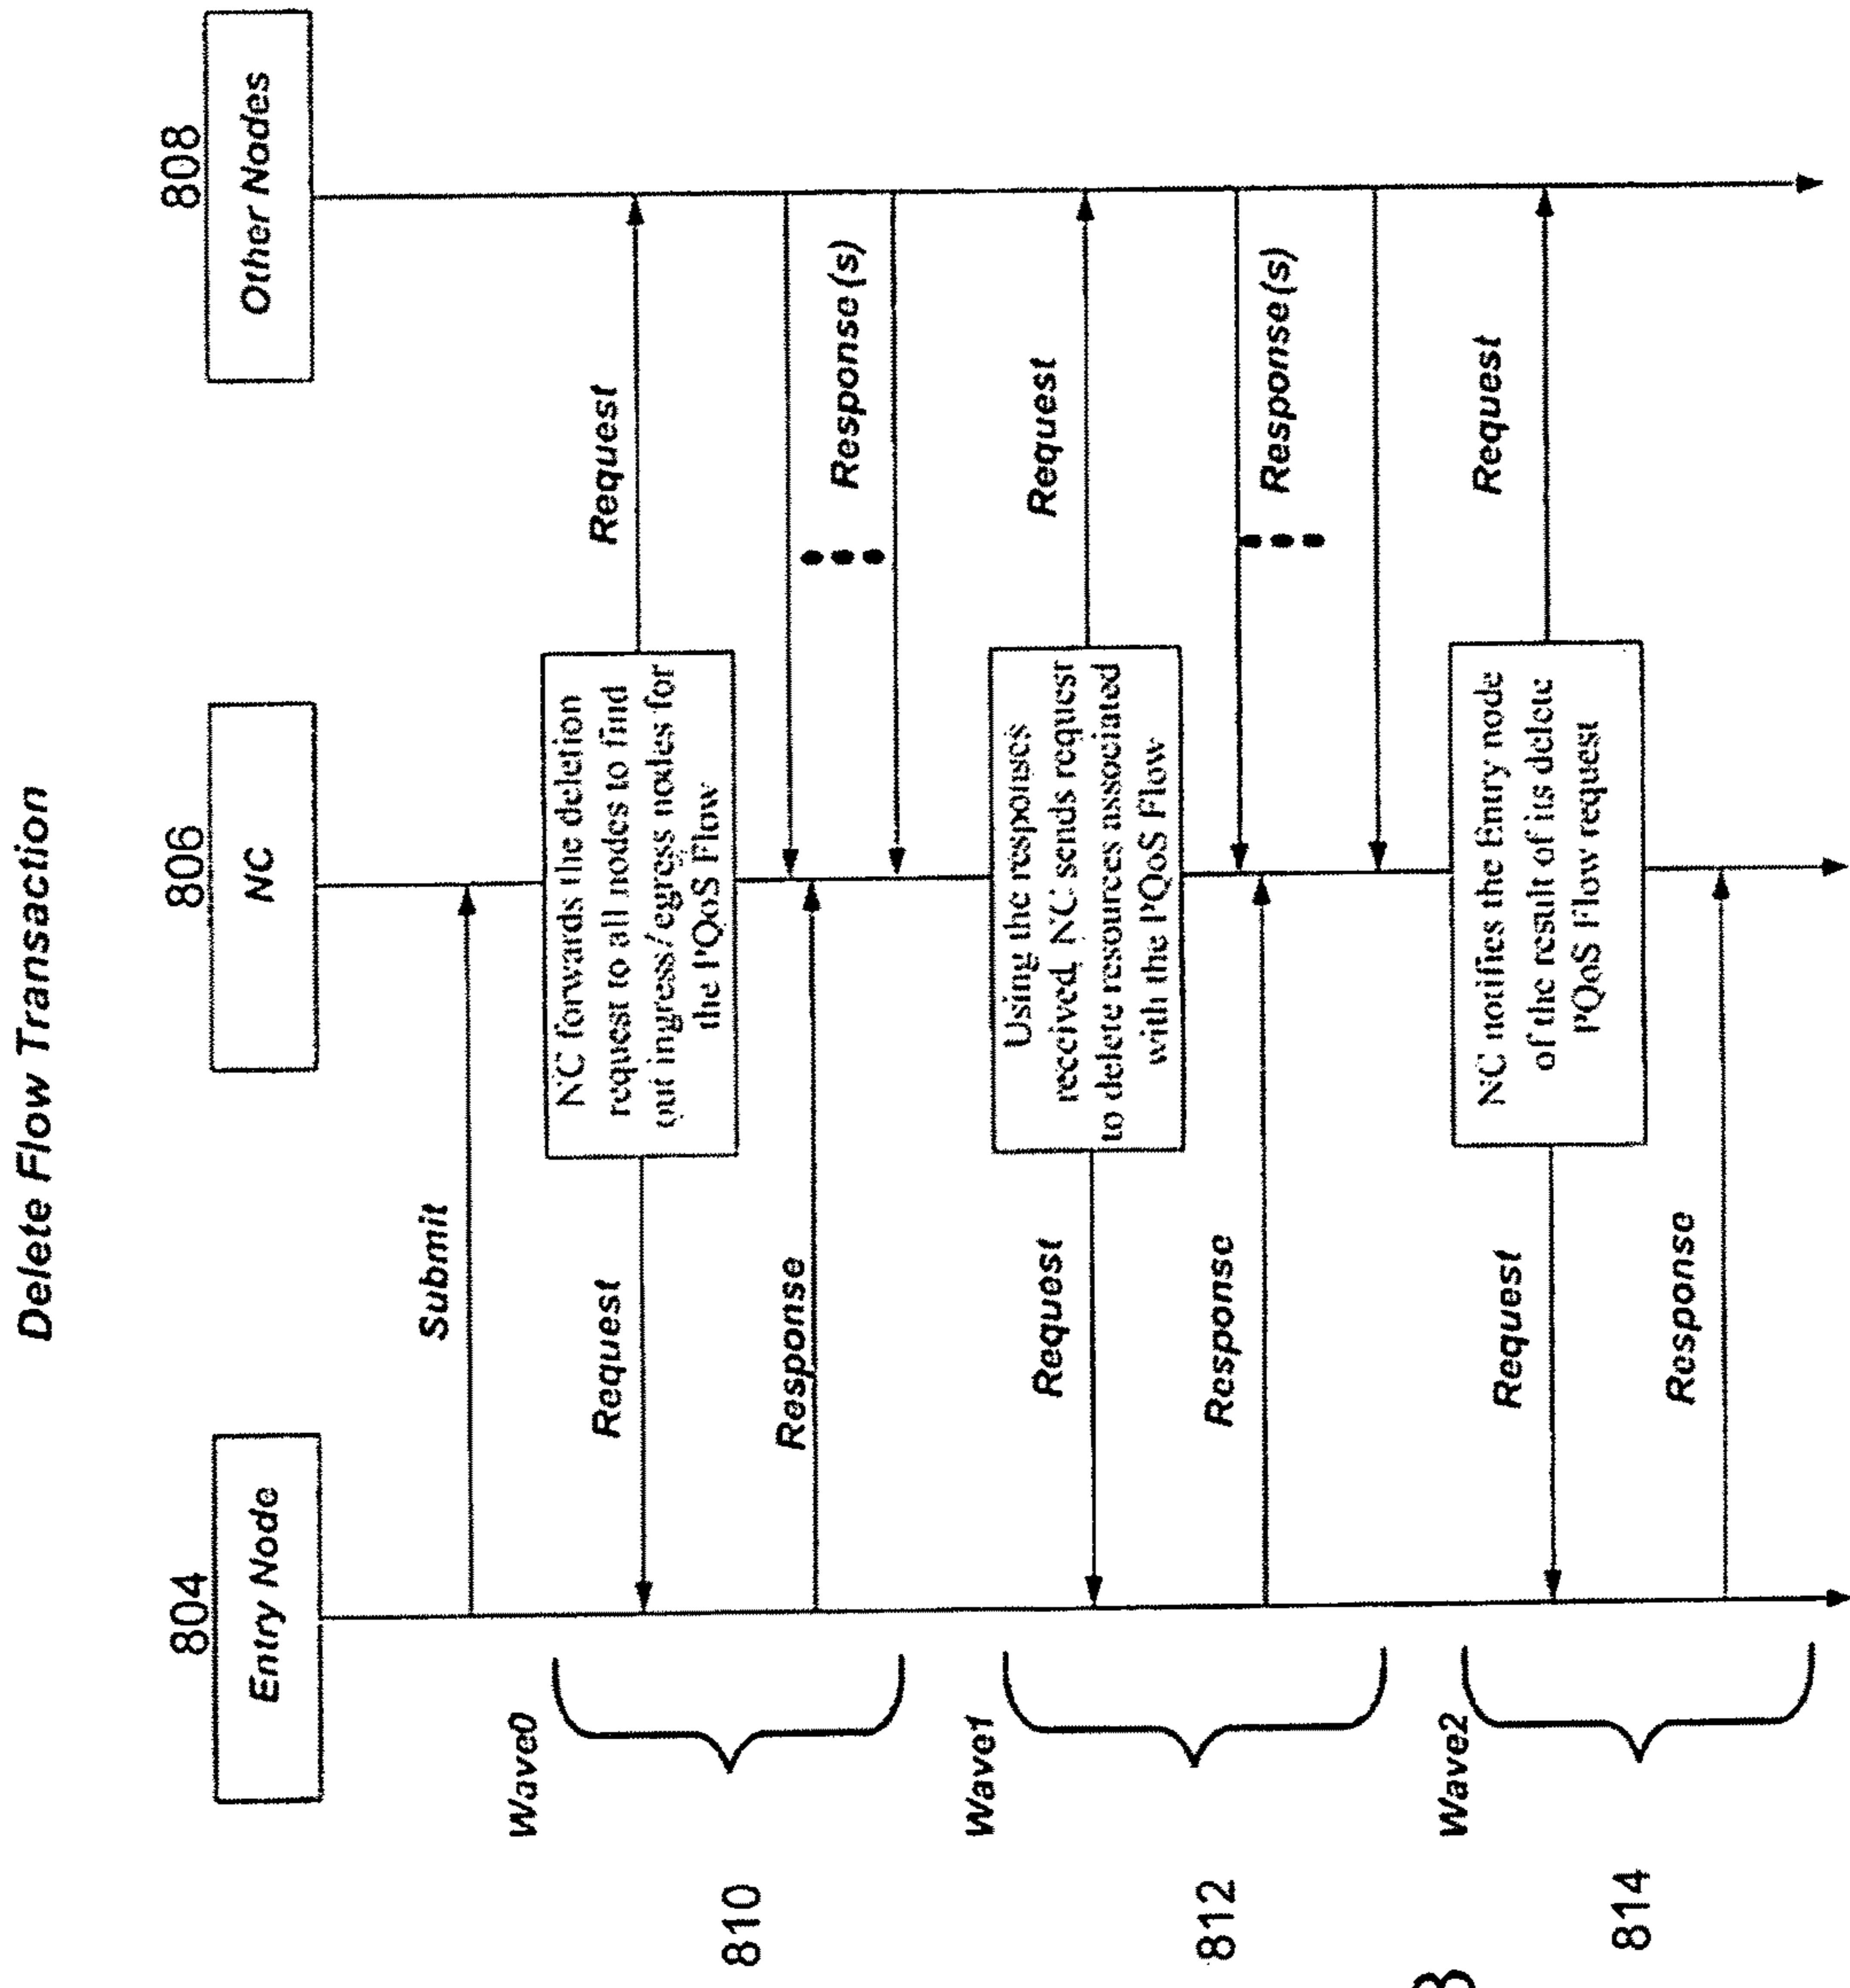 Delete Flow Transaction
804
806
808
Entry Node
NC
Other Nodes
Submit
Wave0
810
NC forwards the deletion
request to all nodes to find
out ingress/egress nodes for
the PQoS Flow
Request
Request
Response
Response(s)
Wave1
812
Using the responses
received, NC sends request
to delete resources associated
with the PQoS Flow
Request
Request
Response
Response(s)
Wave2
814
NC notifies the Entry node
of the result of its delete
PQoS Flow request
Request
Request
Response